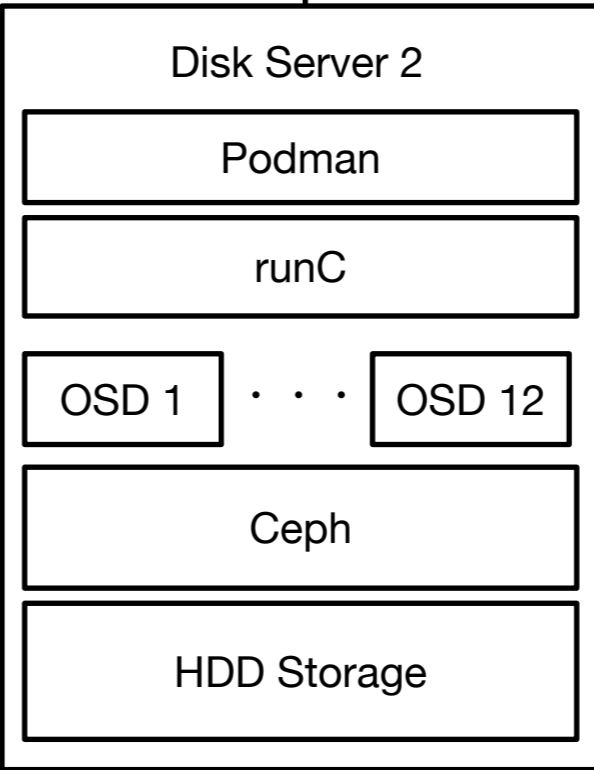 Disk Server 2
Podman
runC
OSD 1 · · · OSD 12
Ceph
HDD Storage